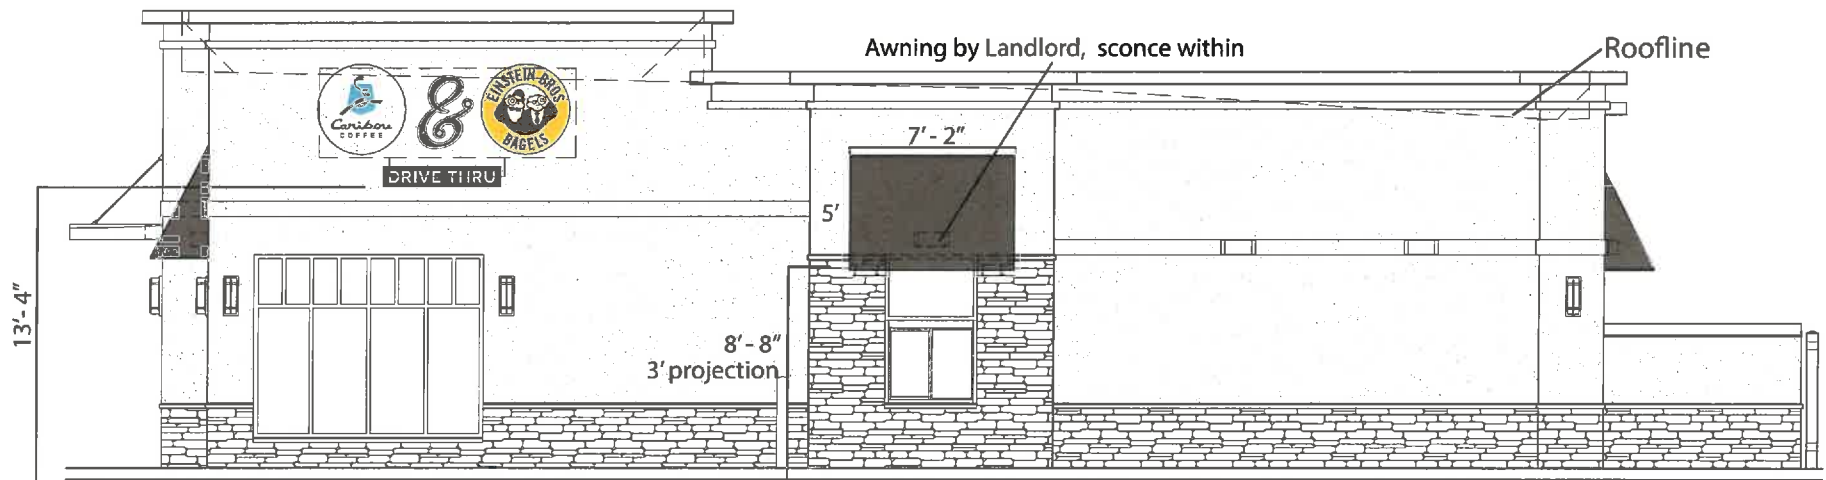 Awning by Landlord, sconce within
Roofline
Caribou
COFFEE
&
EINSTEIN BROS
BAGELS
DRIVE THRU
7'- 2"
5'
13'- 4"
8'- 8"
3' projection